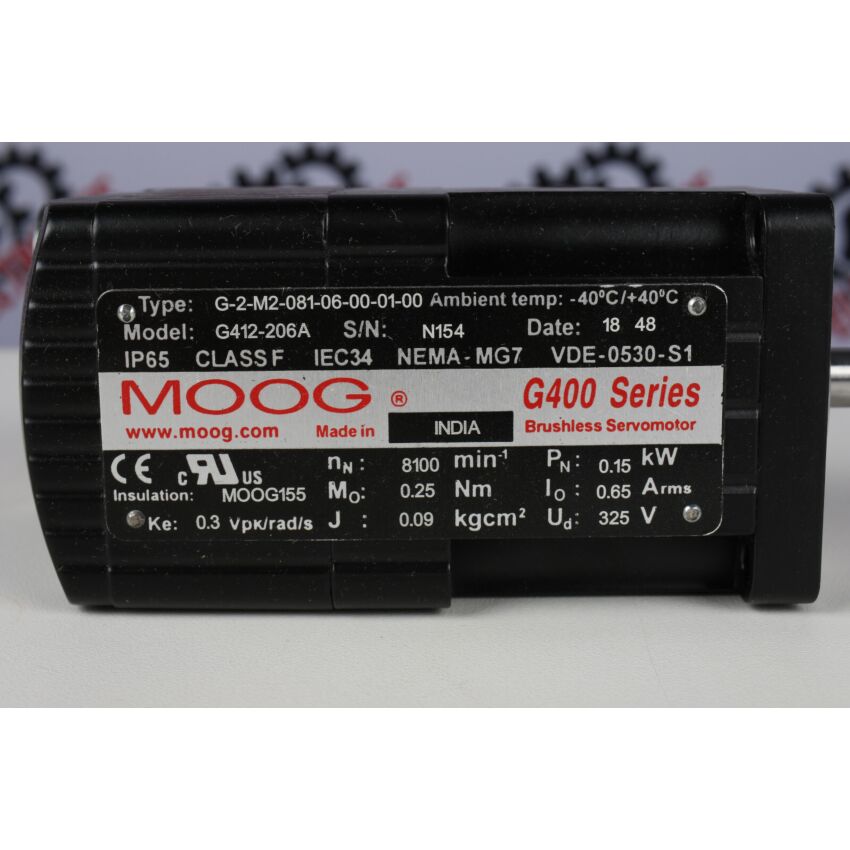 Type: G-2-M2-081-06-00-01-00 Ambient temp: -40⁰C/+40⁰C
Model: G412-206A S/N: N154 Date: 18 48
IP65 CLASS F IEC34 NEMA-MG7 VDE-0530-S1
MOOG ® G400 Series
www.moog.com Made in INDIA Brushless Servomotor
CE c RU US nN: 8100 min⁻¹ PN: 0.15 kW
Insulation: MOOG155 Mo: 0.25 Nm Io: 0.65 Arms
Ke: 0.3 Vpk/rad/s J: 0.09 kgcm² Ud: 325 V